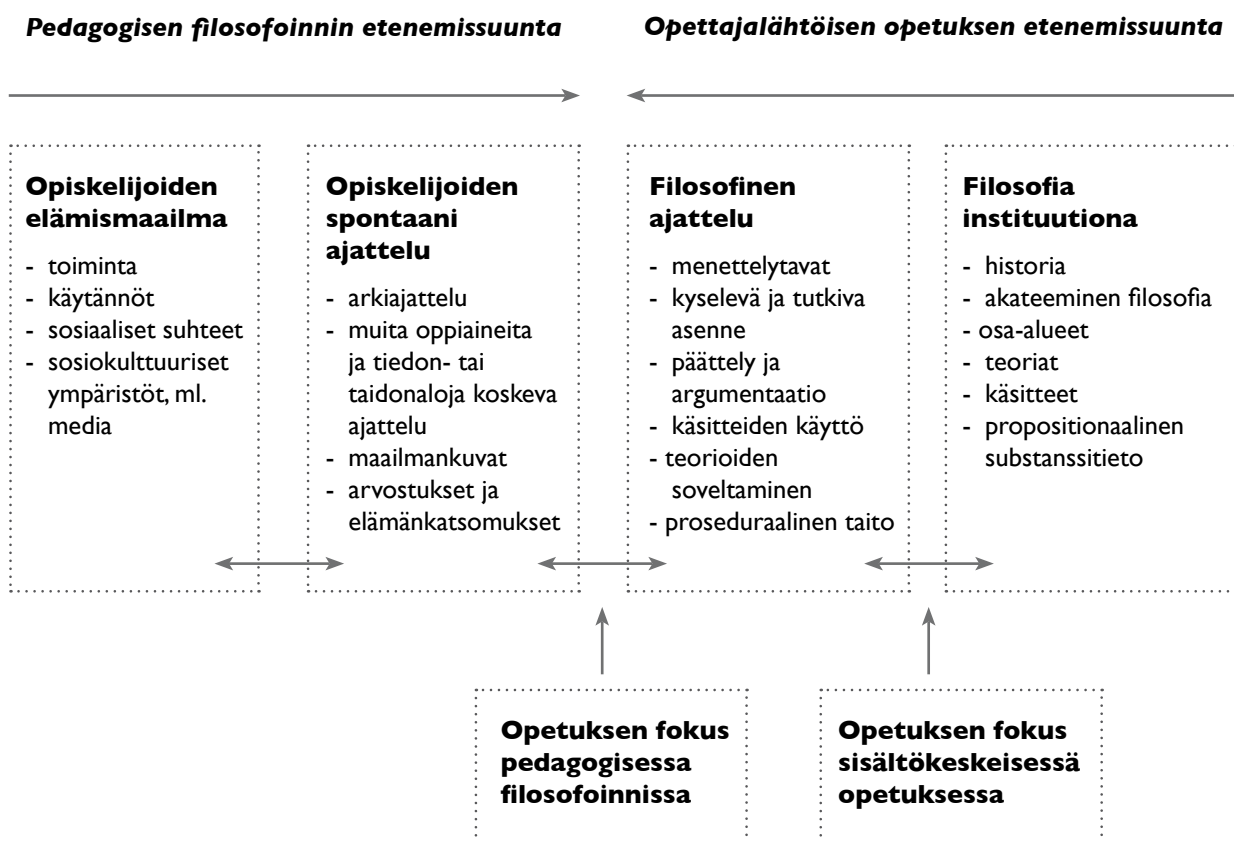 Pedagogisen filosofoinnin etenemissuunta
Opettajalähtöisen opetuksen etenemissuunta
Opiskelijoiden
elämismaailma
- toiminta
- käytännöt
- sosiaaliset suhteet
- sosiokulttuuriset
ympäristöt, ml.
media
Opiskelijoiden
spontaani
ajattelu
- arkiajattelu
- muita oppiaineita
ja tiedon- tai
taidonaloja koskeva
ajattelu
- maailmankuvat
- arvostukset ja
elämänkatsomukset
Filosofinen
ajattelu
- menettelytavat
- kyselevä ja tutkiva
asenne
- päättely ja
argumentaatio
- käsitteiden käyttö
- teorioiden
soveltaminen
- proseduraalinen taito
Filosofia
instituutiona
- historia
- akateeminen filosofia
- osa-alueet
- teoriat
- käsitteet
- propositionaalinen
substanssitieto
Opetuksen fokus
pedagogisessa
filosofoinnissa
Opetuksen fokus
sisältökeskeisessä
opetuksessa